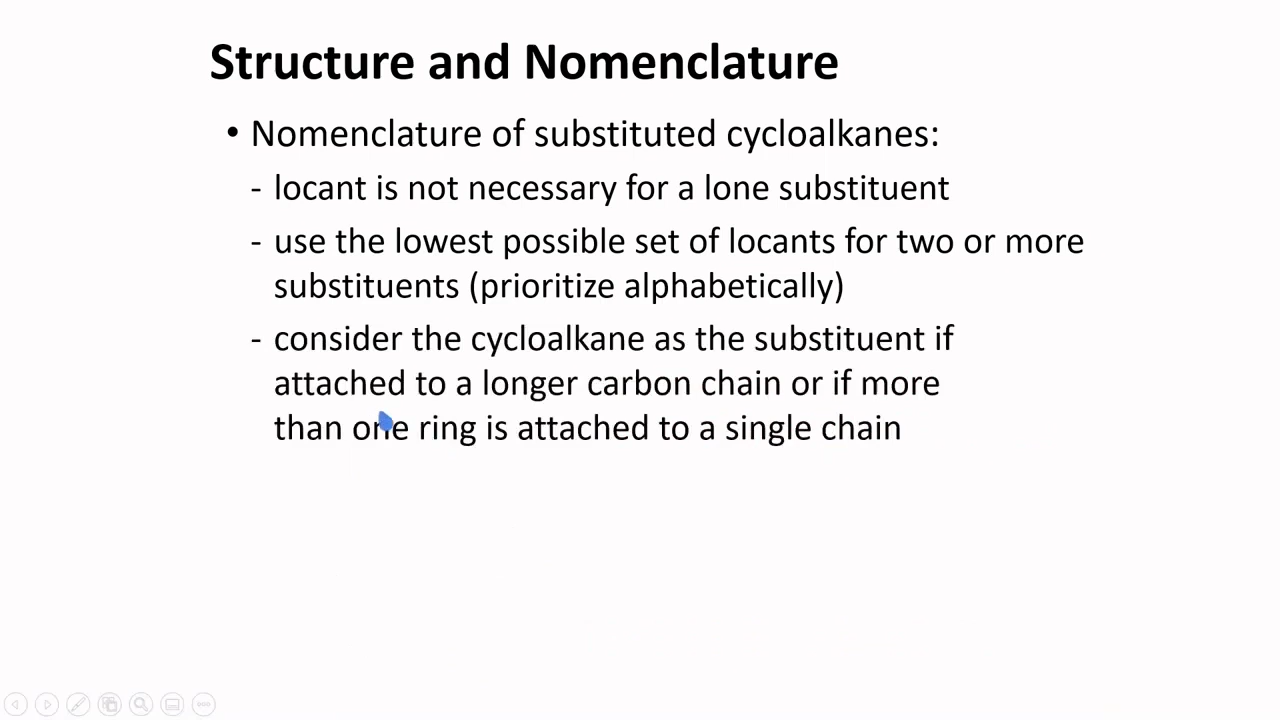 Structure and Nomenclature
• Nomenclature of substituted cycloalkanes:
- locant is not necessary for a lone substituent
- use the lowest possible set of locants for two or more
substituents (prioritize alphabetically)
- consider the cycloalkane as the substituent if
attached to a longer carbon chain or if more
than one ring is attached to a single chain